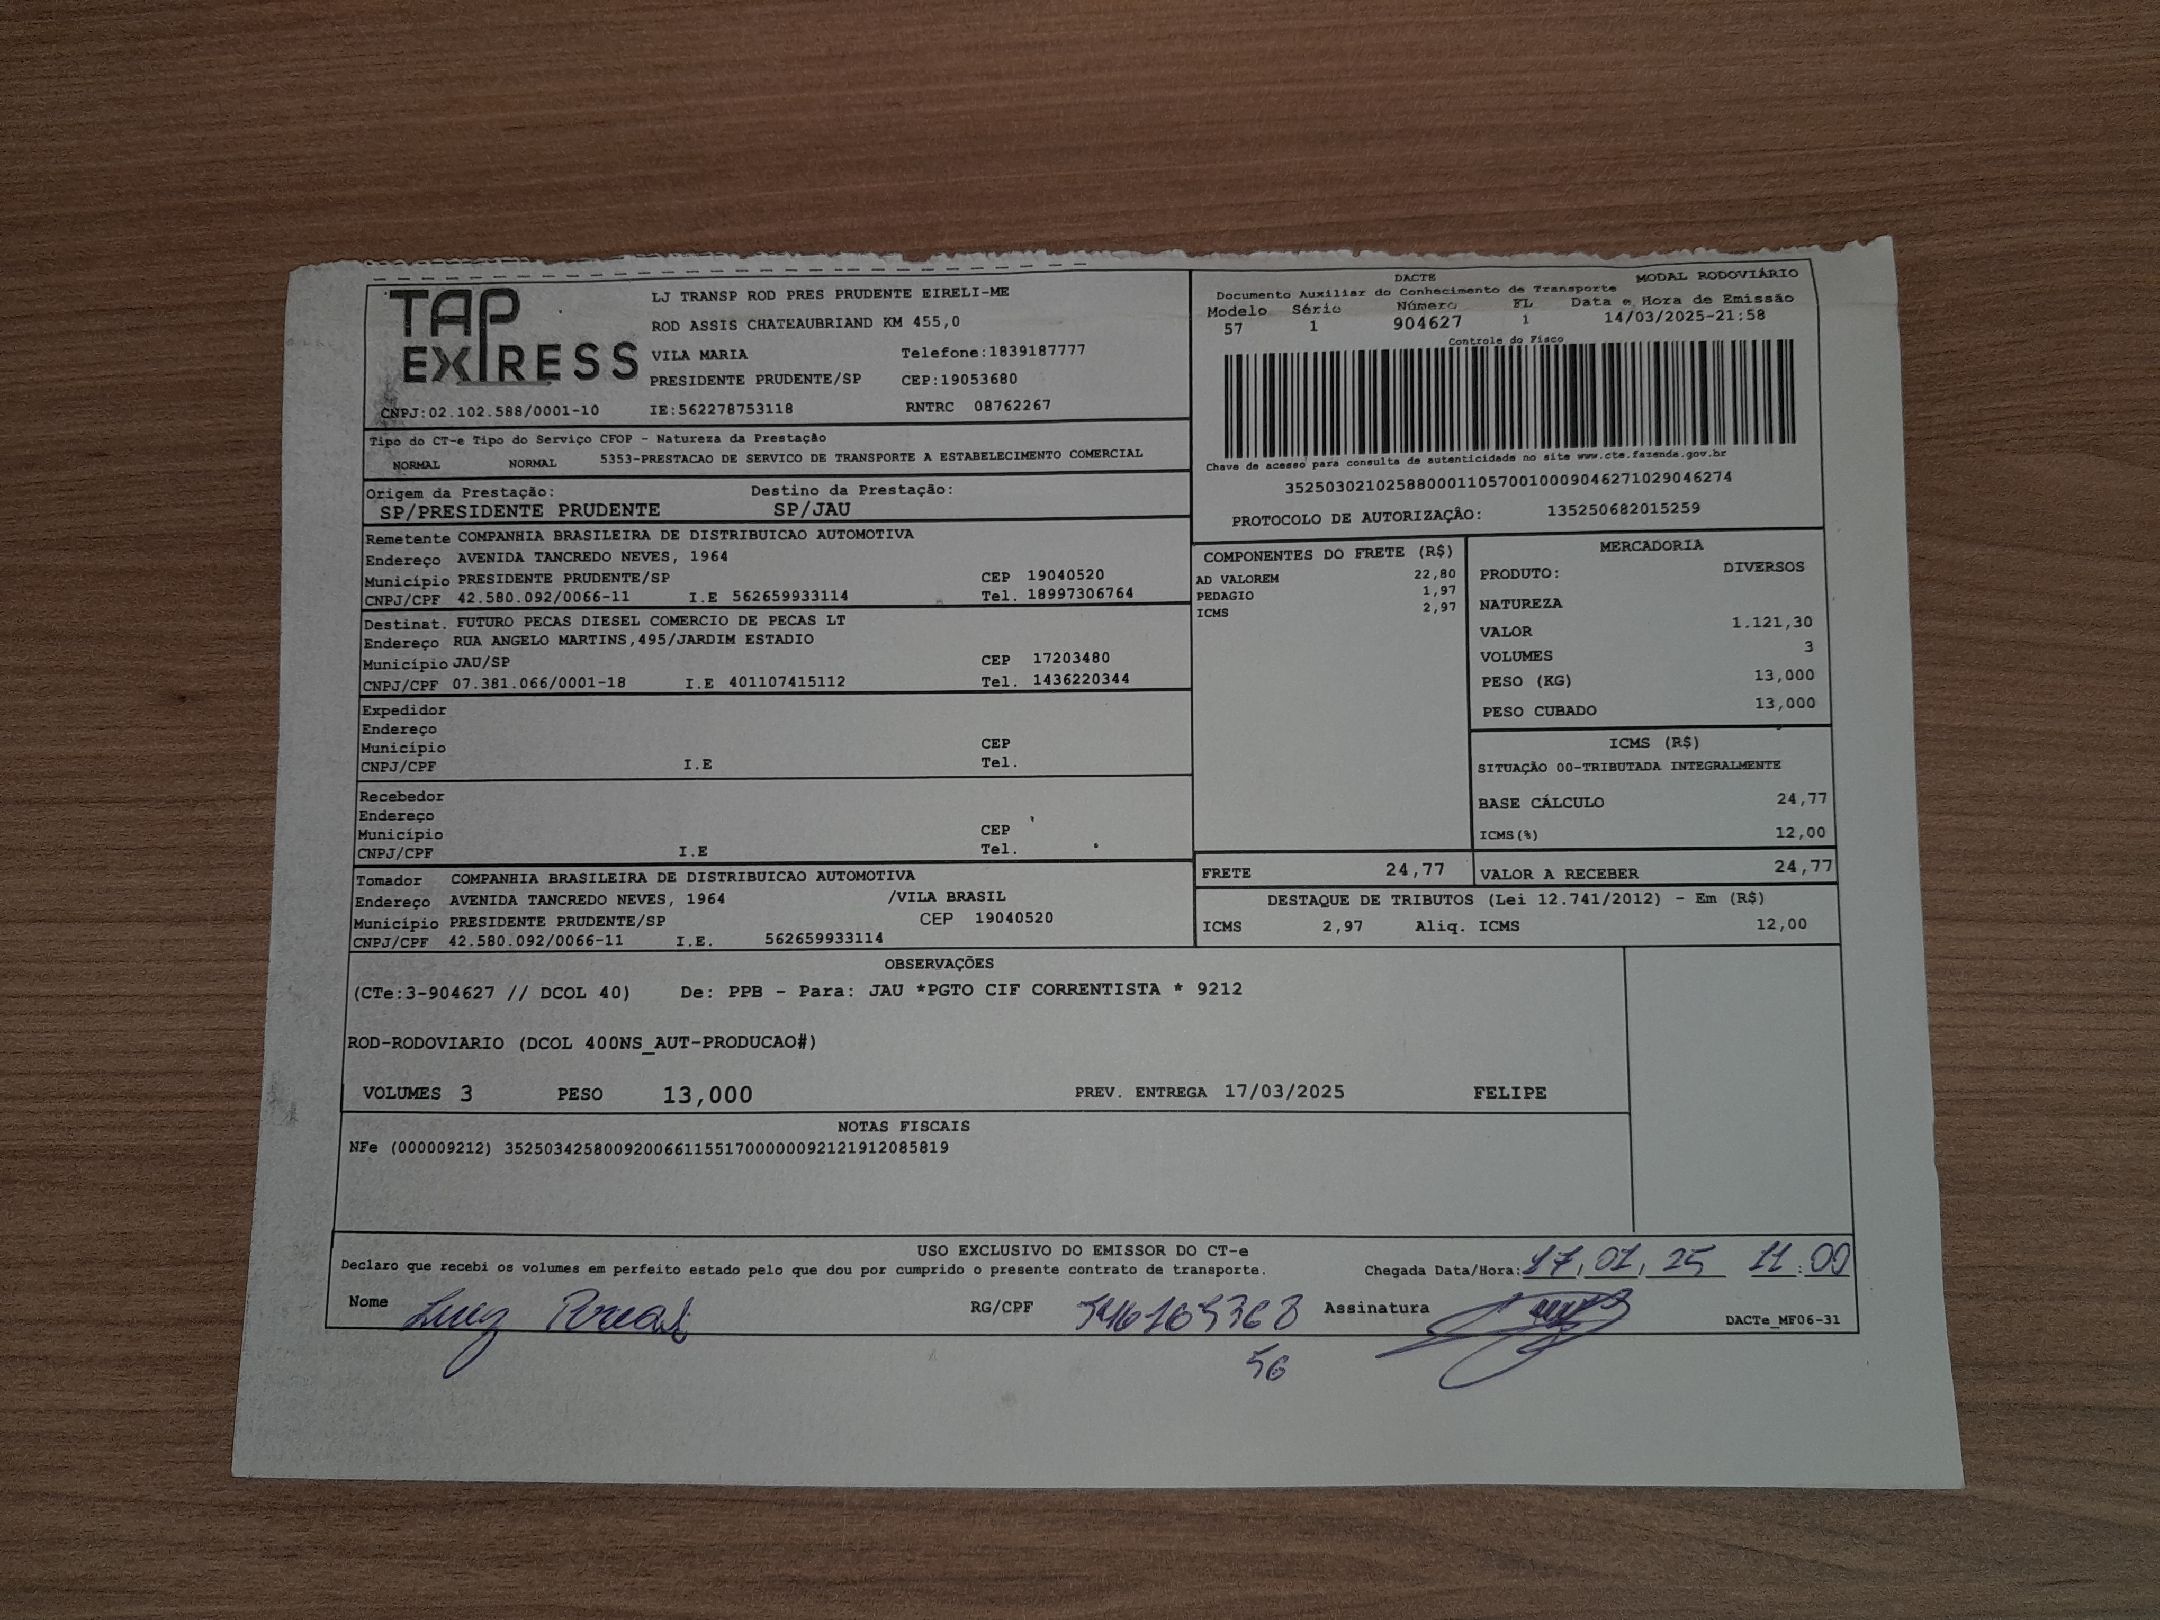 TAP
EXPRESS
LJ TRANSP ROD PRES PRUDENTE EIRELI-ME
ROD ASSIS CHATEAUBRIAND KM 455,0
VILA MARIA Telefone:1839187777
PRESIDENTE PRUDENTE/SP CEP:19053680
CNPJ:02.102.588/0001-10 IE:562278753118 RNTRC 08762267
DACTE MODAL RODOVIÁRIO
Documento Auxiliar do Conhecimento de Transporte
Modelo Série Número FL Data e Hora de Emissão
57 1 904627 1 14/03/2025-21:58
Controle do Fisco
Chave de acesso para consulta de autenticidade no site www.cte.fazenda.gov.br
35250302102588000110570010009046271029046274
PROTOCOLO DE AUTORIZAÇÃO: 135250682015259
Tipo do CT-e Tipo do Serviço CFOP - Natureza da Prestação
NORMAL NORMAL 5353-PRESTACAO DE SERVICO DE TRANSPORTE A ESTABELECIMENTO COMERCIAL
Origem da Prestação: Destino da Prestação:
SP/PRESIDENTE PRUDENTE SP/JAU
Remetente COMPANHIA BRASILEIRA DE DISTRIBUICAO AUTOMOTIVA
Endereço AVENIDA TANCREDO NEVES, 1964
Município PRESIDENTE PRUDENTE/SP CEP 19040520
CNPJ/CPF 42.580.092/0066-11 I.E 562659933114 Tel. 18997306764
Destinat. FUTURO PECAS DIESEL COMERCIO DE PECAS LT
Endereço RUA ANGELO MARTINS,495/JARDIM ESTADIO
Município JAU/SP CEP 17203480
CNPJ/CPF 07.381.066/0001-18 I.E 401107415112 Tel. 1436220344
Expedidor
Endereço
Município CEP
CNPJ/CPF I.E Tel.
Recebedor
Endereço
Município CEP
CNPJ/CPF I.E Tel.
Tomador COMPANHIA BRASILEIRA DE DISTRIBUICAO AUTOMOTIVA
Endereço AVENIDA TANCREDO NEVES, 1964 /VILA BRASIL
Município PRESIDENTE PRUDENTE/SP CEP 19040520
CNPJ/CPF 42.580.092/0066-11 I.E. 562659933114
COMPONENTES DO FRETE (R$)
AD VALOREM 22,80
PEDAGIO 1,97
ICMS 2,97
MERCADORIA
PRODUTO: DIVERSOS
NATUREZA
VALOR 1.121,30
VOLUMES 3
PESO (KG) 13,000
PESO CUBADO 13,000
ICMS (R$)
SITUAÇÃO 00-TRIBUTADA INTEGRALMENTE
BASE CÁLCULO 24,77
ICMS(%) 12,00
FRETE 24,77 VALOR A RECEBER 24,77
DESTAQUE DE TRIBUTOS (Lei 12.741/2012) - Em (R$)
ICMS 2,97 Aliq. ICMS 12,00
OBSERVAÇÕES
(CTe:3-904627 // DCOL 40) De: PPB - Para: JAU *PGTO CIF CORRENTISTA * 9212
ROD-RODOVIARIO (DCOL 400NS_AUT-PRODUCAO#)
VOLUMES 3 PESO 13,000 PREV. ENTREGA 17/03/2025 FELIPE
NOTAS FISCAIS
NFe (000009212) 35250342580092006611551700000092121912085819
USO EXCLUSIVO DO EMISSOR DO CT-e
Declaro que recebi os volumes em perfeito estado pelo que dou por cumprido o presente contrato de transporte. Chegada Data/Hora: 17,01,25 11:00
Nome Luiz RG/CPF Assinatura
56
DACTe_MF06-31